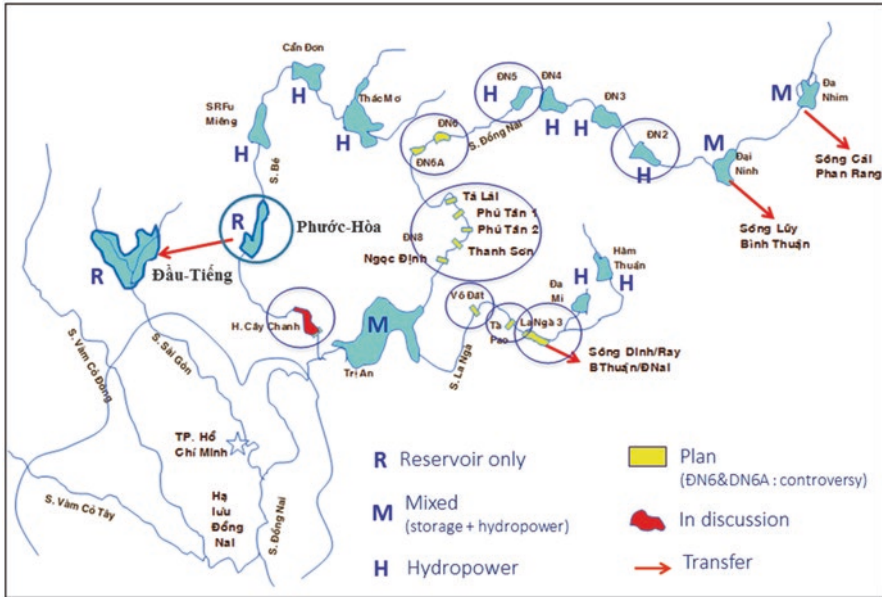 Cần Đơn
H
SRFu
Miêng
H
Thác Mơ
H
S. Bé
R
Phước-Hòa
R
Đầu-Tiếng
ĐN6
ĐN6A
S. Đồng Nai
H
ĐN5
ĐN4
H
ĐN3
H
ĐN2
H
M
Đa
Nhim
M
Đại
Ninh
Sông Cái
Phan Rang
Sông Lũy
Bình Thuận
Tà Lài
Phú Tân 1
Phú Tân 2
ĐN8
Thanh Sơn
Ngọc Định
Hàm
Thuận
H
H
Đa
Mi
Võ Đắt
Tà
Pao
La Ngà 3
H. Cây Chanh
M
Trị An
S. La Ngà
Sông Dinh/Ray
BThuận/ĐNai
S. Vàm Cỏ Đông
S. Sài Gòn
TP. Hồ
Chí Minh
S. Vàm Cỏ Tây
Hạ
lưu
Đồng
Nai
S. Đồng Nai
R Reservoir only
M Mixed
(storage + hydropower)
H Hydropower
Plan
(ĐN6&DN6A : controversy)
In discussion
Transfer